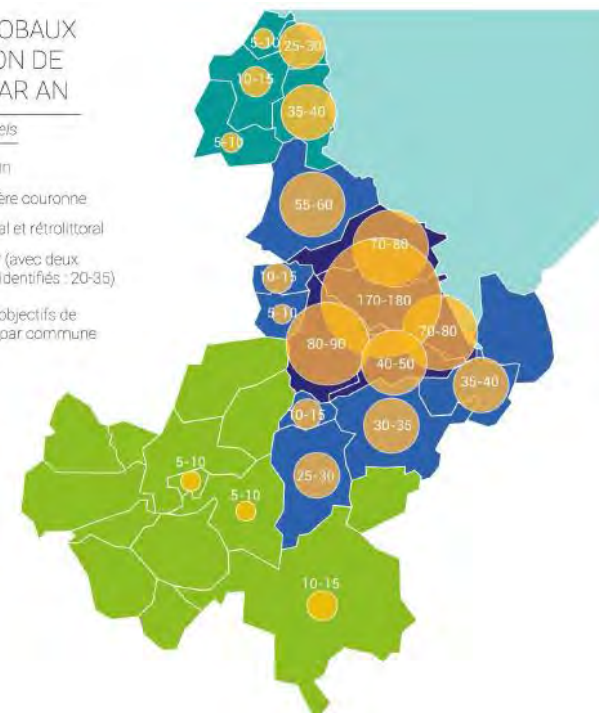 OBAUX
ON DE
AR AN
els
in
ère couronne
al et rétrolittoral
(avec deux
identifiés : 20-35)
objectifs de
par commune
5-10
25-30
10-15
35-40
5-10
55-60
70-80
10-15
170-180
5-10
70-80
80-90
40-50
35-40
10-15
30-35
5-10
25-30
5-10
10-15